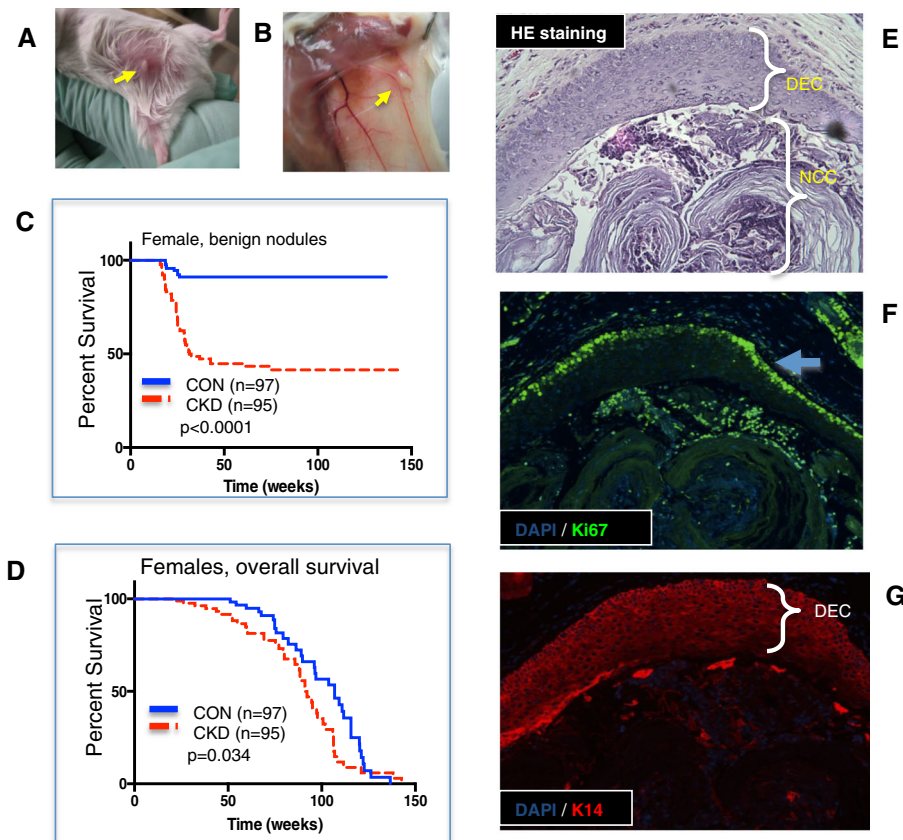 A
B
C
Female, benign nodules
Percent Survival
100
50
0
CON (n=97)
CKD (n=95)
p<0.0001
0 50 100 150
Time (weeks)
D
Females, overall survival
Percent Survival
100
50
0
CON (n=97)
CKD (n=95)
p=0.034
0 50 100 150
Time (weeks)
HE staining
DEC
NCC
E
F
DAPI / Ki67
G
DEC
DAPI / K14